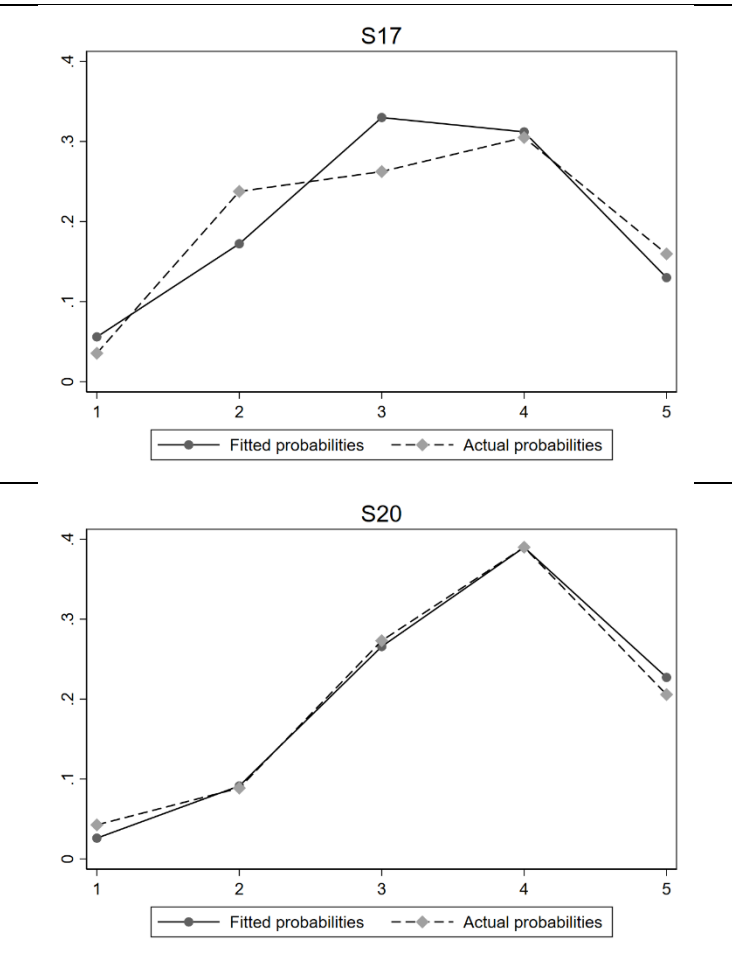 S17
.4
.3
.2
.1
0
1 2 3 4 5
Fitted probabilities Actual probabilities
S20
.4
.3
.2
.1
0
1 2 3 4 5
Fitted probabilities Actual probabilities